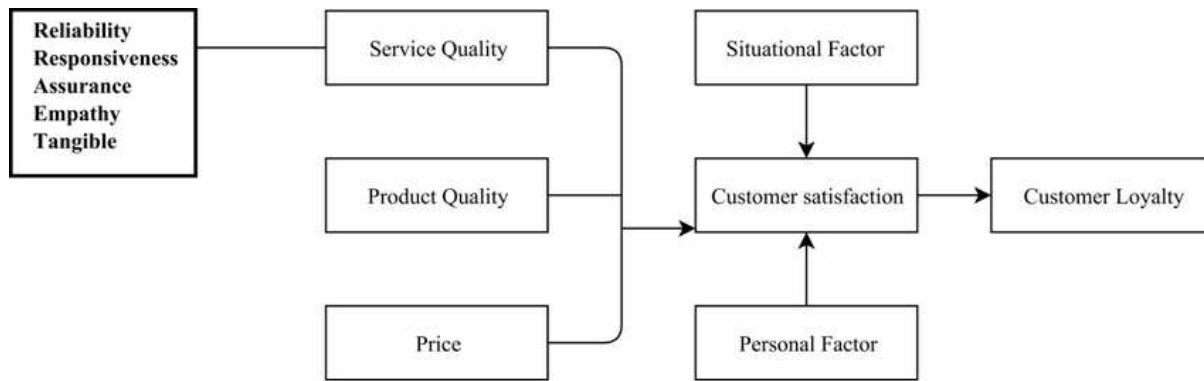 Reliability
Responsiveness
Assurance
Empathy
Tangible
Service Quality
Situational Factor
Product Quality
Customer satisfaction
Customer Loyalty
Price
Personal Factor